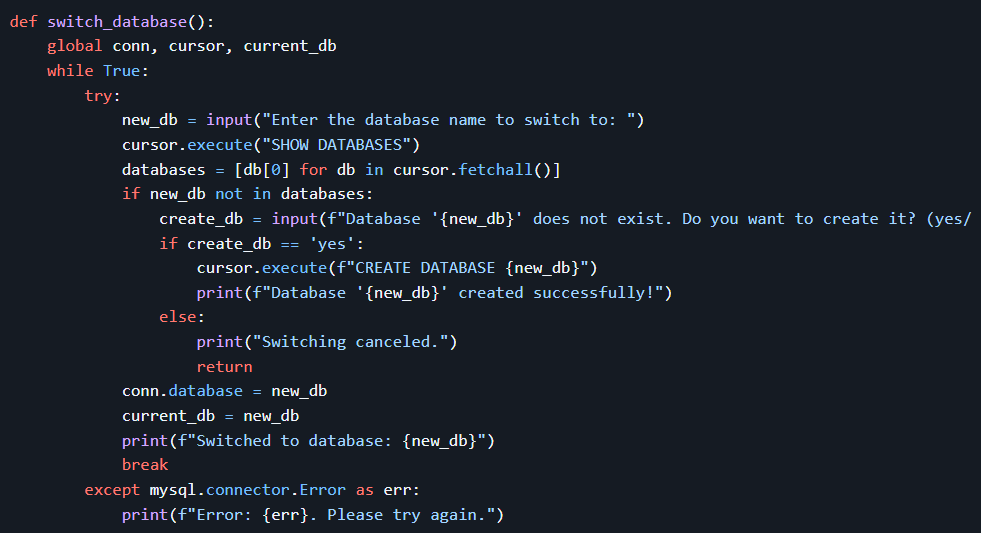 def switch_database():
    global conn, cursor, current_db
    while True:
        try:
            new_db = input("Enter the database name to switch to: ")
            cursor.execute("SHOW DATABASES")
            databases = [db[0] for db in cursor.fetchall()]
            if new_db not in databases:
                create_db = input(f"Database '{new_db}' does not exist. Do you want to create it? (yes/
                if create_db == 'yes':
                    cursor.execute(f"CREATE DATABASE {new_db}")
                    print(f"Database '{new_db}' created successfully!")
                else:
                    print("Switching canceled.")
                    return
            conn.database = new_db
            current_db = new_db
            print(f"Switched to database: {new_db}")
            break
        except mysql.connector.Error as err:
            print(f"Error: {err}. Please try again.")